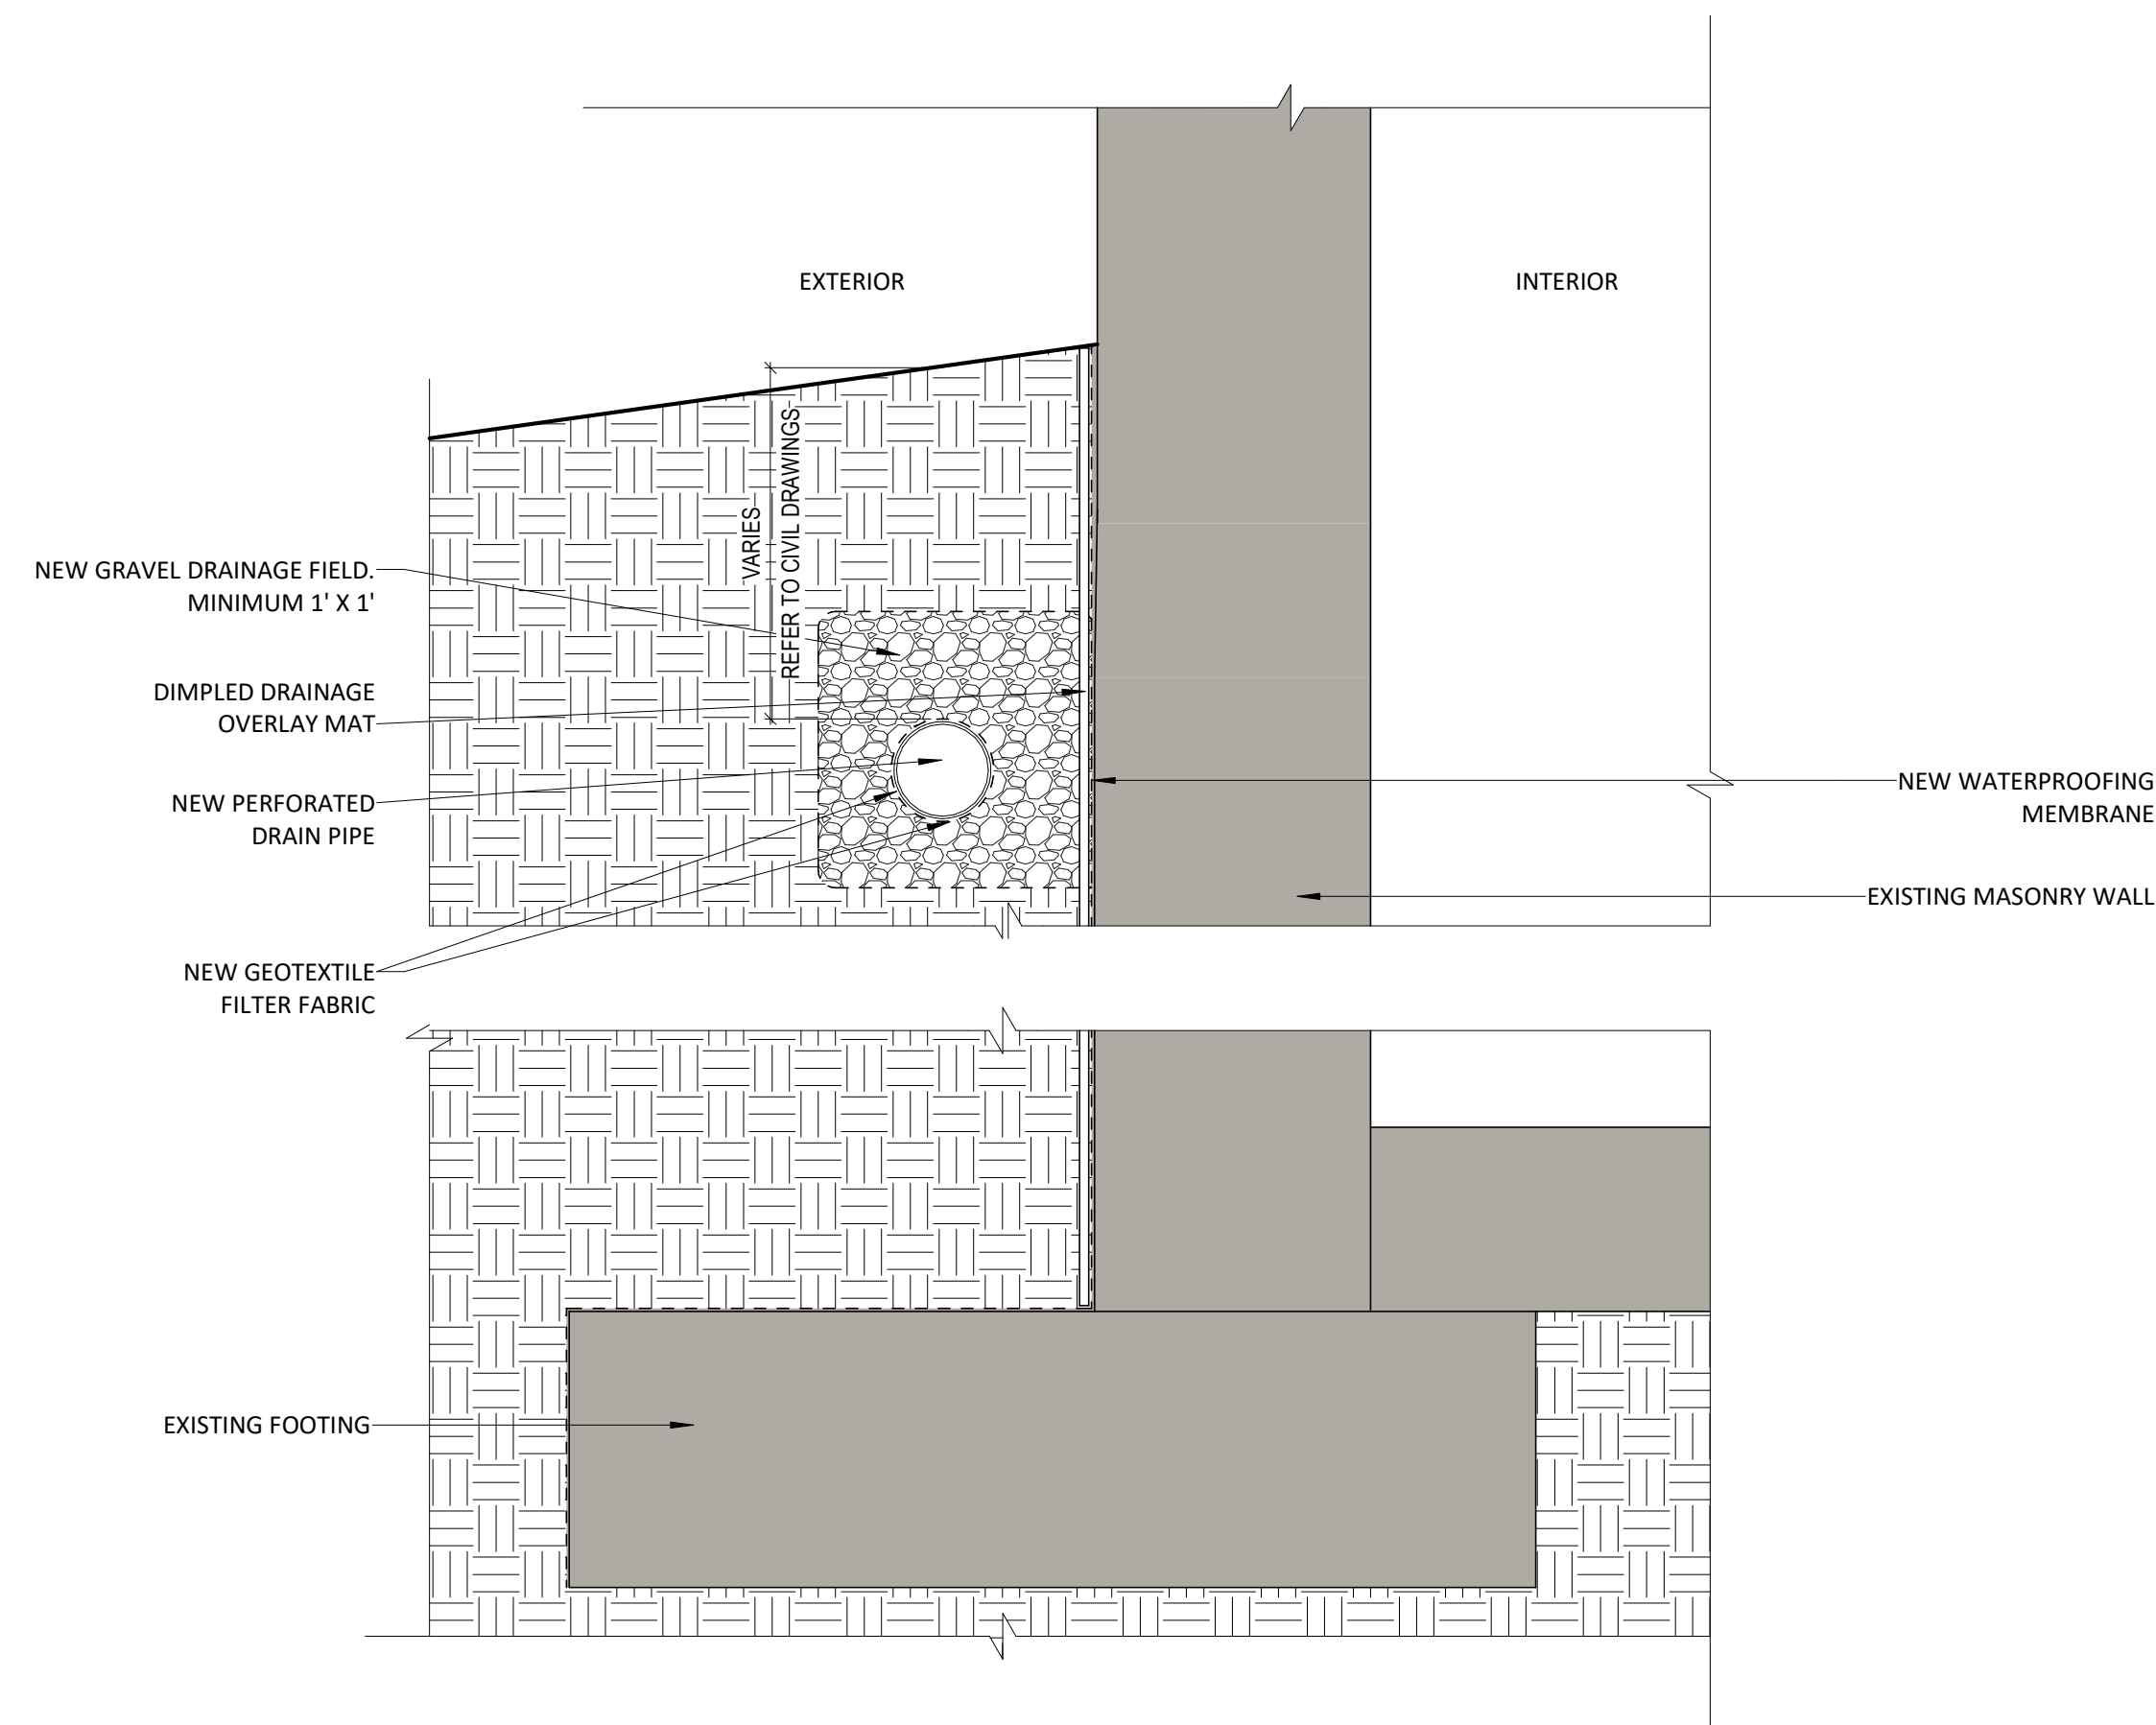 EXTERIOR
INTERIOR
VARIES
REFER TO CIVIL DRAWINGS
NEW GRAVEL DRAINAGE FIELD.
MINIMUM 1' X 1'
DIMPLED DRAINAGE
OVERLAY MAT
NEW PERFORATED
DRAIN PIPE
NEW WATERPROOFING
MEMBRANE
EXISTING MASONRY WALL
NEW GEOTEXTILE
FILTER FABRIC
EXISTING FOOTING